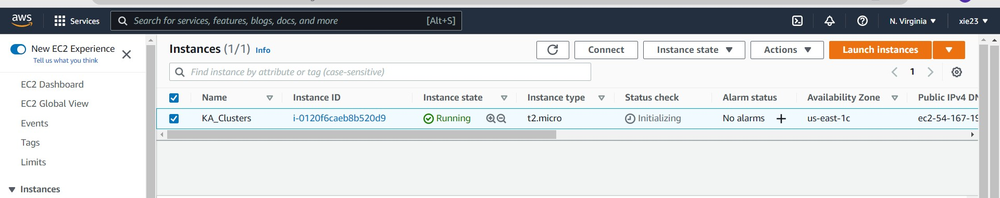 aws
Services
Search for services, features, blogs, docs, and more
[Alt+S]
N. Virginia
xie23
New EC2 Experience
Tell us what you think
EC2 Dashboard
EC2 Global View
Events
Tags
Limits
Instances
Instances (1/1) Info
Connect
Instance state
Actions
Launch instances
Find instance by attribute or tag (case-sensitive)
1
Name Instance ID Instance state Instance type Status check Alarm status Availability Zone Public IPv4
KA_Clusters i-0120f6caeb8b520d9 Running t2.micro Initializing No alarms + us-east-1c ec2-54-167-19